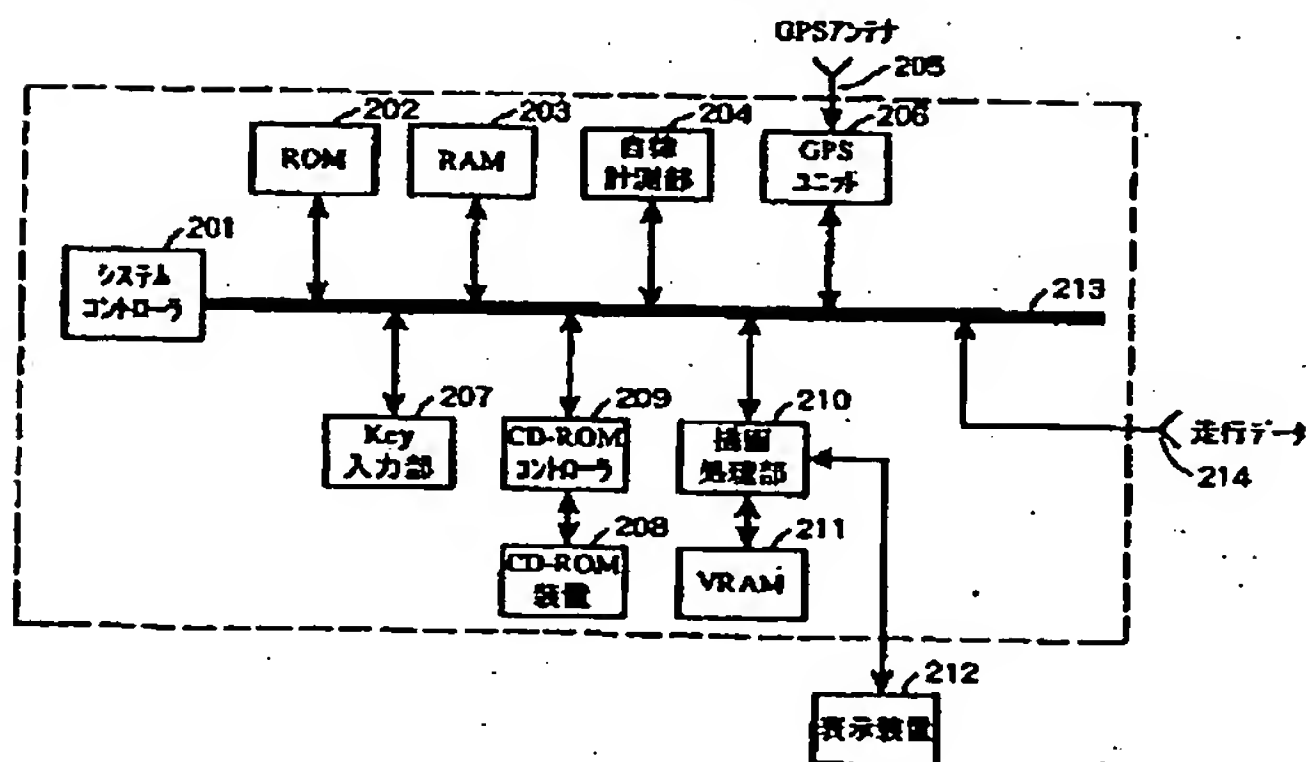 GPSアンテナ
205
202
203
204
206
ROM
RAM
自律
計測部
GPS
ユニット
201
システム
コントローラ
213
207
209
210
Key
入力部
CD-ROM
コントローラ
描画
処理部
走行データ
214
208
211
CD-ROM
装置
VRAM
212
表示装置